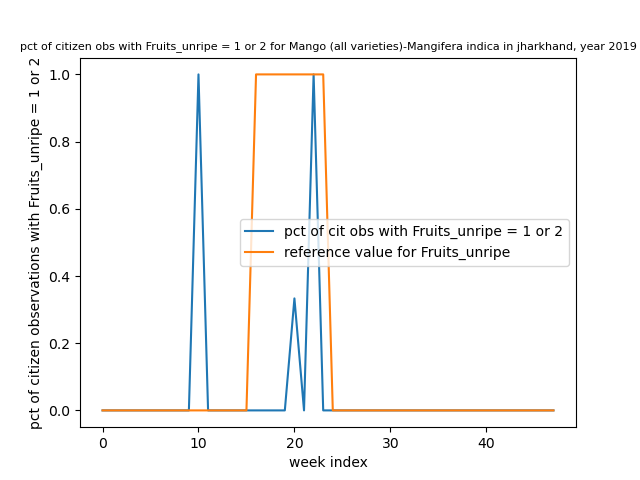 pct of citizen obs with Fruits_unripe = 1 or 2 for Mango (all varieties)-Mangifera indica in jharkhand, year 2019
pct of citizen observations with Fruits_unripe = 1 or 2
1.0
0.8
0.6
0.4
0.2
0.0
pct of cit obs with Fruits_unripe = 1 or 2
reference value for Fruits_unripe
0 10 20 30 40
week index